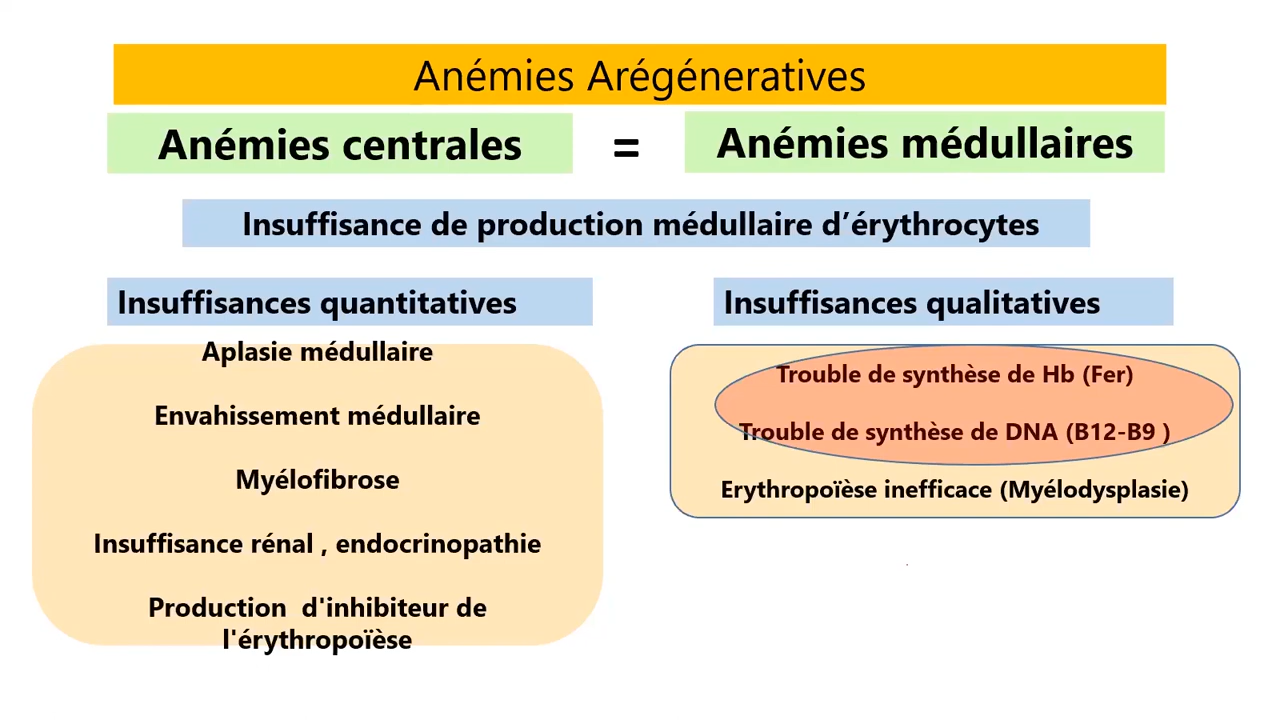 Anémies Arégéneratives
Anémies centrales = Anémies médullaires
Insuffisance de production médullaire d’érythrocytes
Insuffisances quantitatives
Aplasie médullaire
Envahissement médullaire
Myélofibrose
Insuffisance rénal , endocrinopathie
Production d'inhibiteur de
l'érythropoïèse
Insuffisances qualitatives
Trouble de synthèse de Hb (Fer)
Trouble de synthèse de DNA (B12-B9 )
Erythropoïèse inefficace (Myélodysplasie)